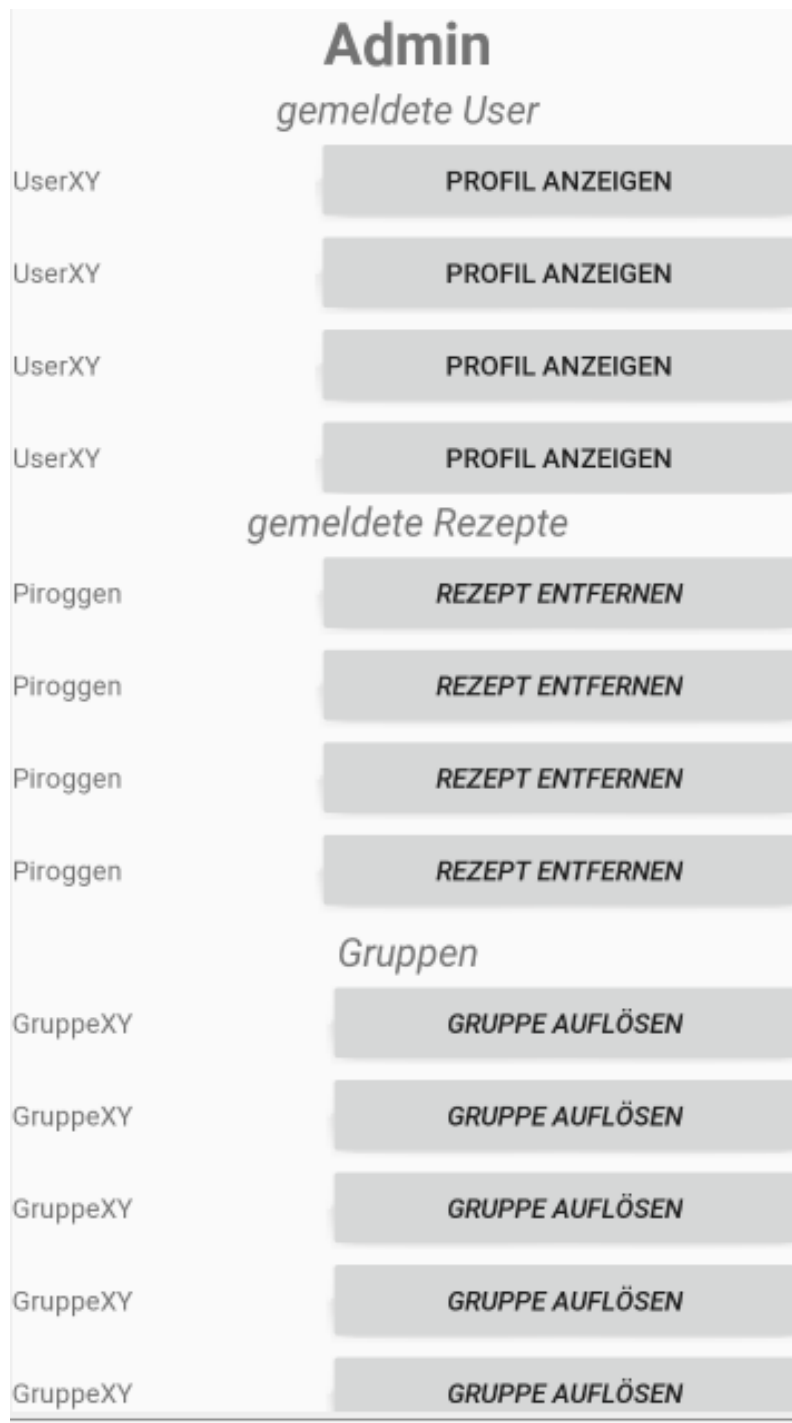 Admin
gemeldete User
UserXY PROFIL ANZEIGEN
UserXY PROFIL ANZEIGEN
UserXY PROFIL ANZEIGEN
UserXY PROFIL ANZEIGEN
gemeldete Rezepte
Piroggen REZEPT ENTFERNEN
Piroggen REZEPT ENTFERNEN
Piroggen REZEPT ENTFERNEN
Piroggen REZEPT ENTFERNEN
Gruppen
GruppeXY GRUPPE AUFLÖSEN
GruppeXY GRUPPE AUFLÖSEN
GruppeXY GRUPPE AUFLÖSEN
GruppeXY GRUPPE AUFLÖSEN
GruppeXY GRUPPE AUFLÖSEN